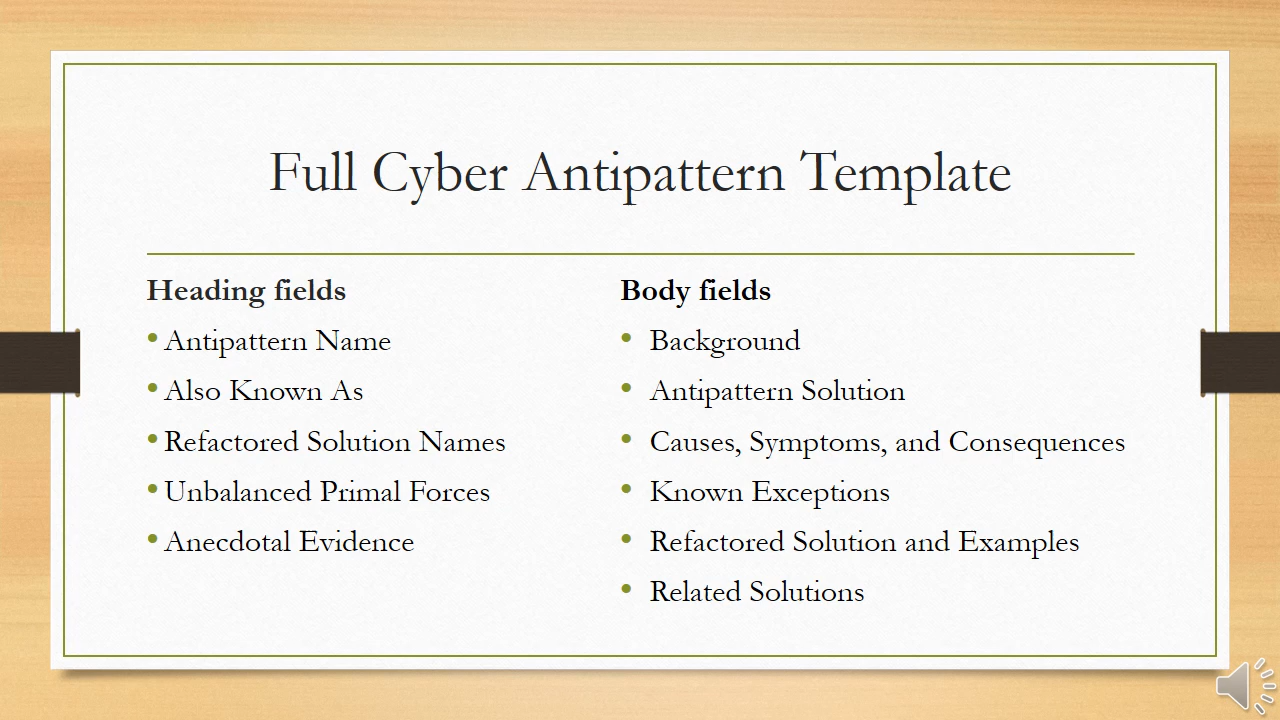 Full Cyber Antipattern Template
Heading fields
• Antipattern Name
• Also Known As
• Refactored Solution Names
• Unbalanced Primal Forces
• Anecdotal Evidence
Body fields
• Background
• Antipattern Solution
• Causes, Symptoms, and Consequences
• Known Exceptions
• Refactored Solution and Examples
• Related Solutions